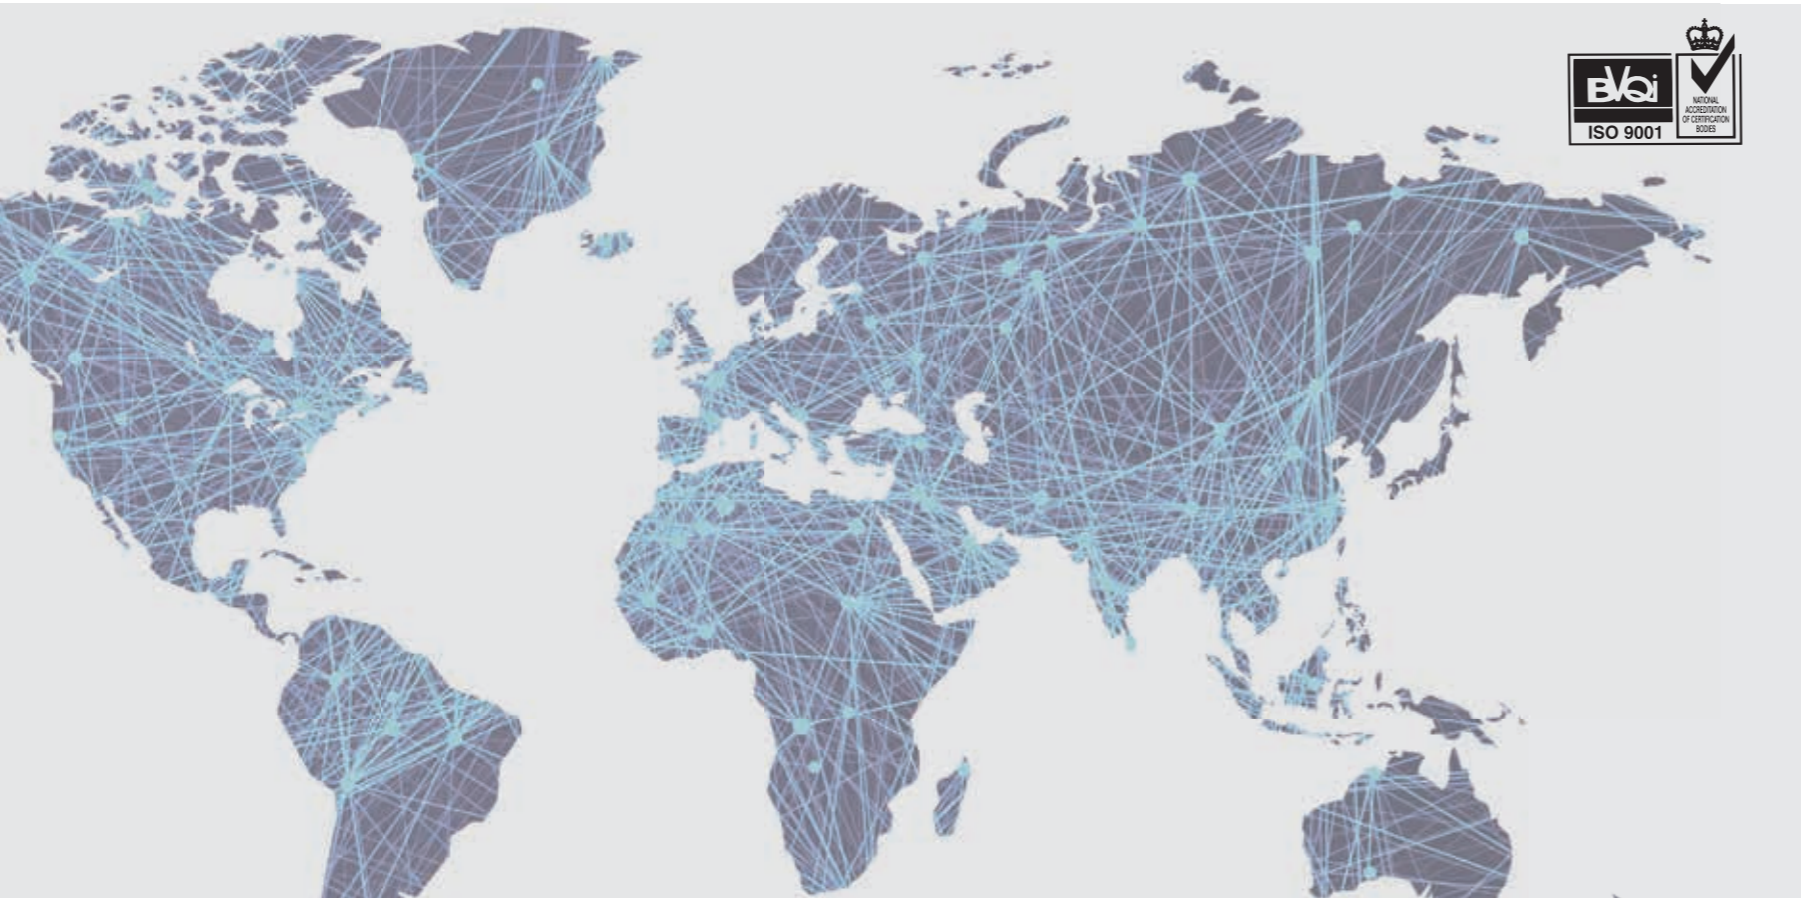 BVQi
ISO 9001
NATIONAL
ACCREDITATION
OF CERTIFICATION
BODIES